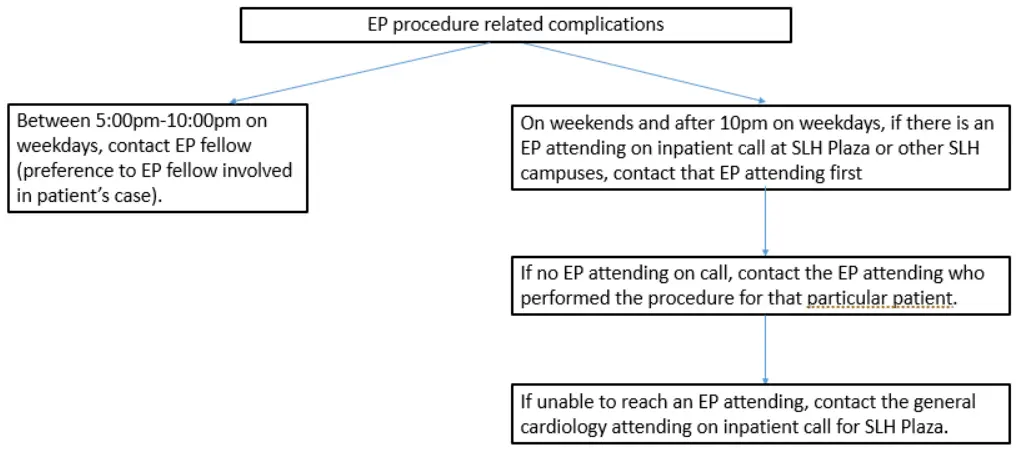 EP procedure related complications
Between 5:00pm-10:00pm on
weekdays, contact EP fellow
(preference to EP fellow involved
in patient's case).
On weekends and after 10pm on weekdays, if there is an
EP attending on inpatient call at SLH Plaza or other SLH
campuses, contact that EP attending first
If no EP attending on call, contact the EP attending who
performed the procedure for that particular patient.
If unable to reach an EP attending, contact the general
cardiology attending on inpatient call for SLH Plaza.